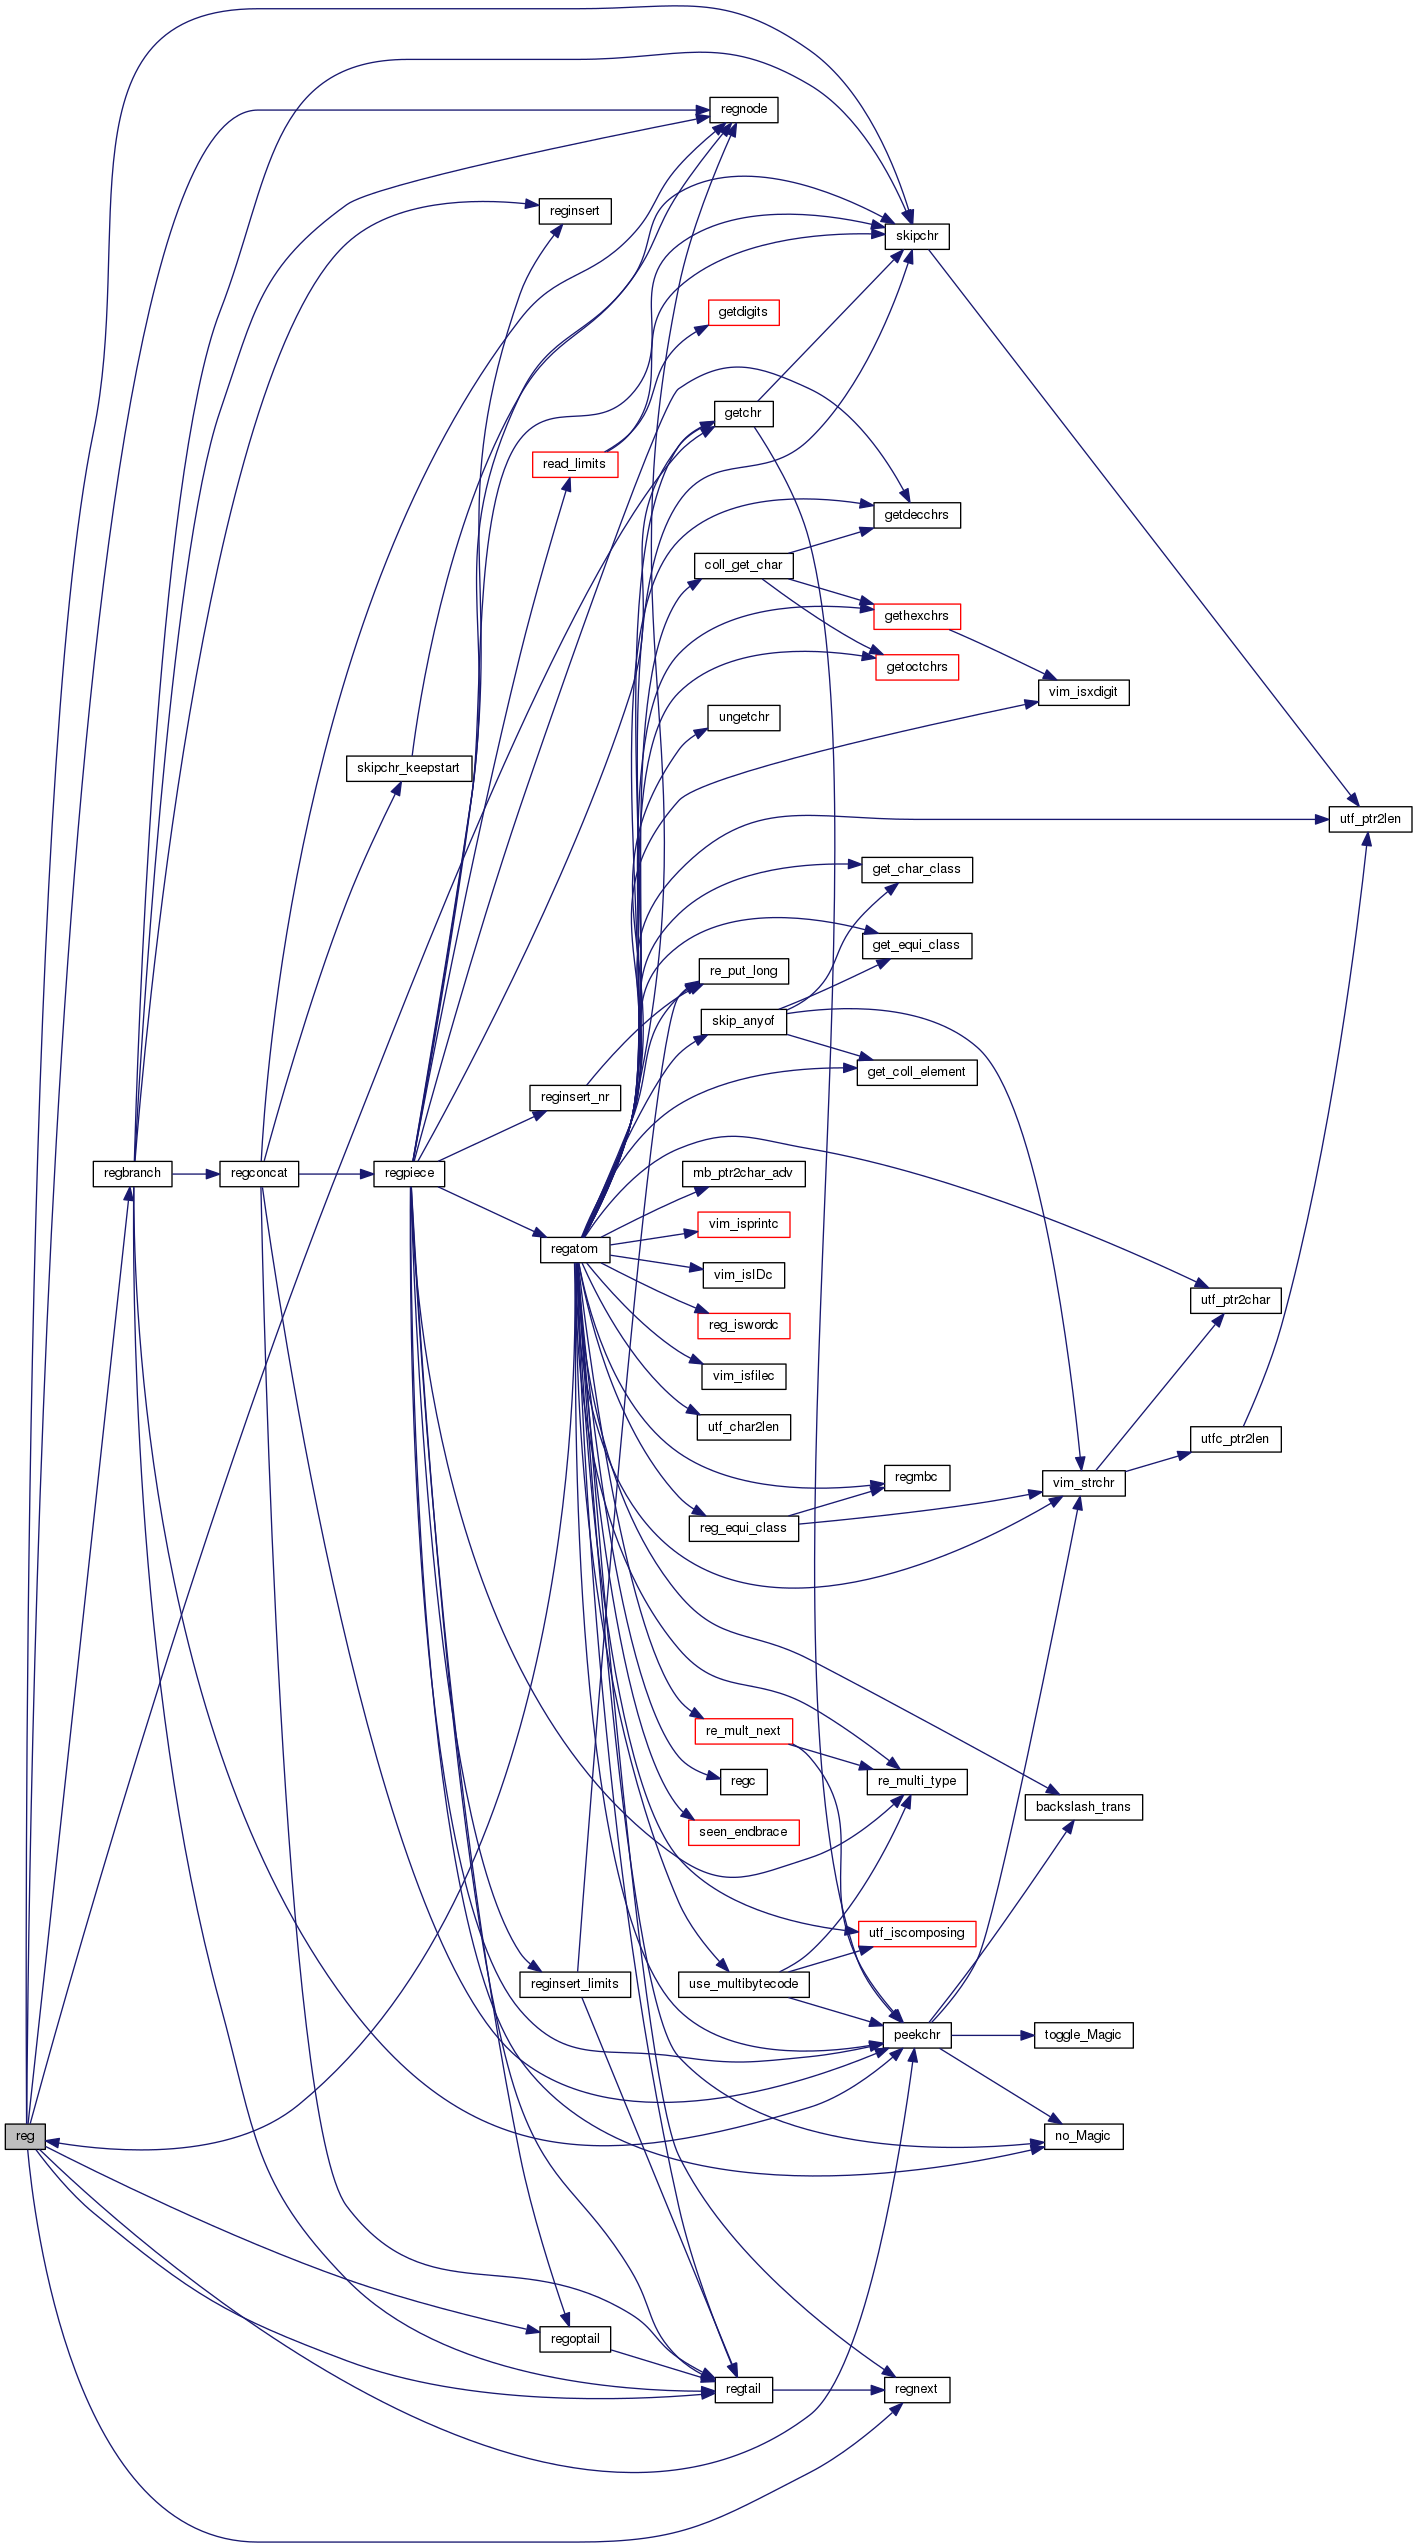 regnode
reginsert
skipchr
getdigits
getchr
read_limits
getdecchrs
coll_get_char
gethexchrs
getoctchrs
vim_isxdigit
ungetchr
skipchr_keepstart
utf_ptr2len
get_char_class
get_equi_class
re_put_long
skip_anyof
get_coll_element
reginsert_nr
regbranch
regconcat
regpiece
mb_ptr2char_adv
vim_isprintc
regatom
vim_isIDc
utf_ptr2char
reg_iswordc
vim_isfilec
utf_char2len
utfc_ptr2len
regmbc
vim_strchr
reg_equi_class
re_mult_next
regc
re_multi_type
backslash_trans
seen_endbrace
utf_iscomposing
reginsert_limits
use_multibytecode
peekchr
toggle_Magic
reg
no_Magic
regoptail
regtail
regnext